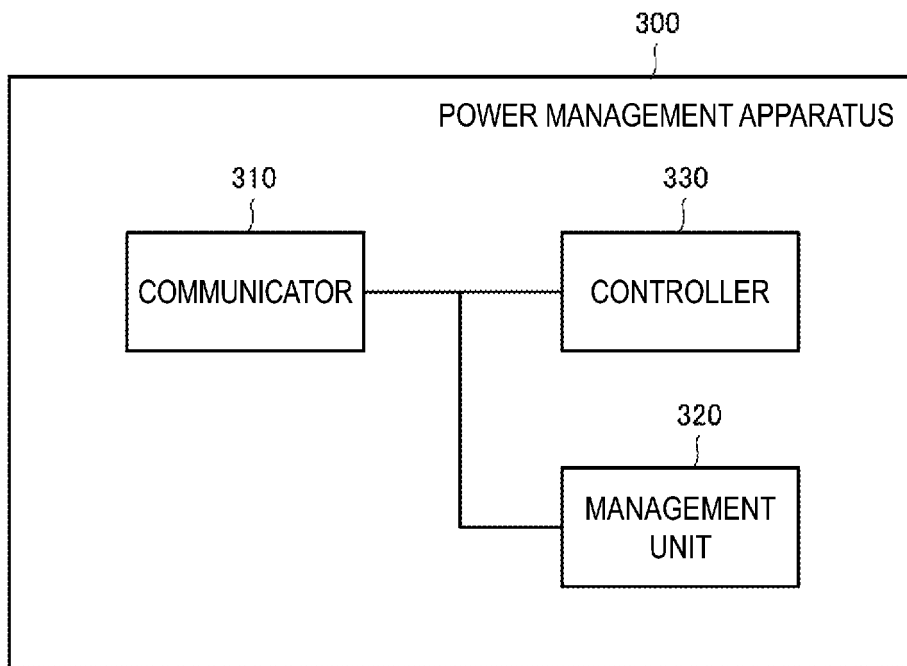 300
POWER MANAGEMENT APPARATUS
310
330
COMMUNICATOR
CONTROLLER
320
MANAGEMENT
UNIT